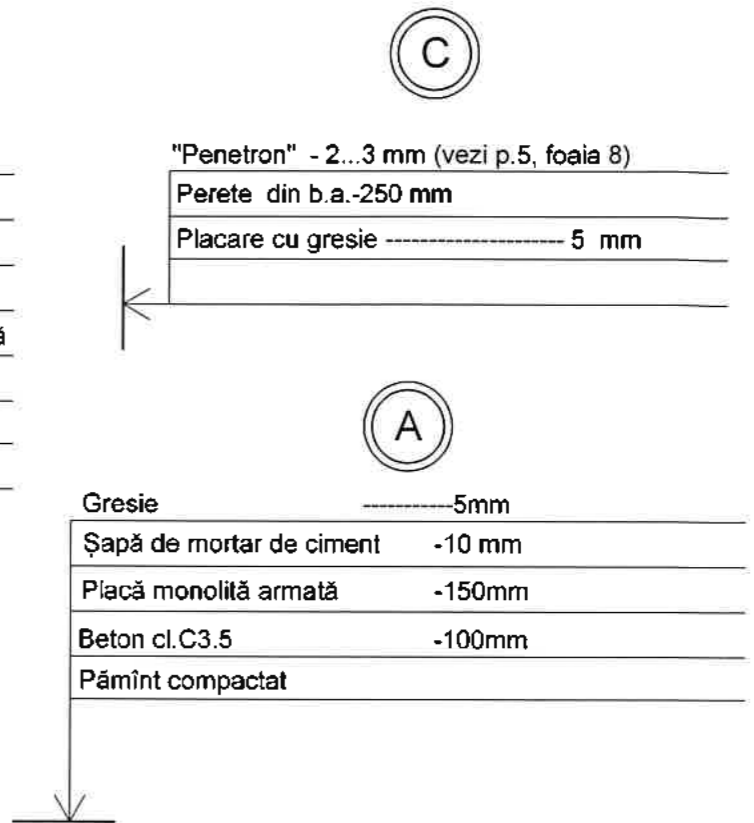 C
"Penetron" - 2...3 mm (vezi p.5, foaia 8)
Perete din b.a.-250 mm
Placare cu gresie --------------------- 5 mm
ă
A
Gresie -----------5mm
Șapă de mortar de ciment -10 mm
Placă monolită armată -150mm
Beton cl.C3.5 -100mm
Pămînt compactat